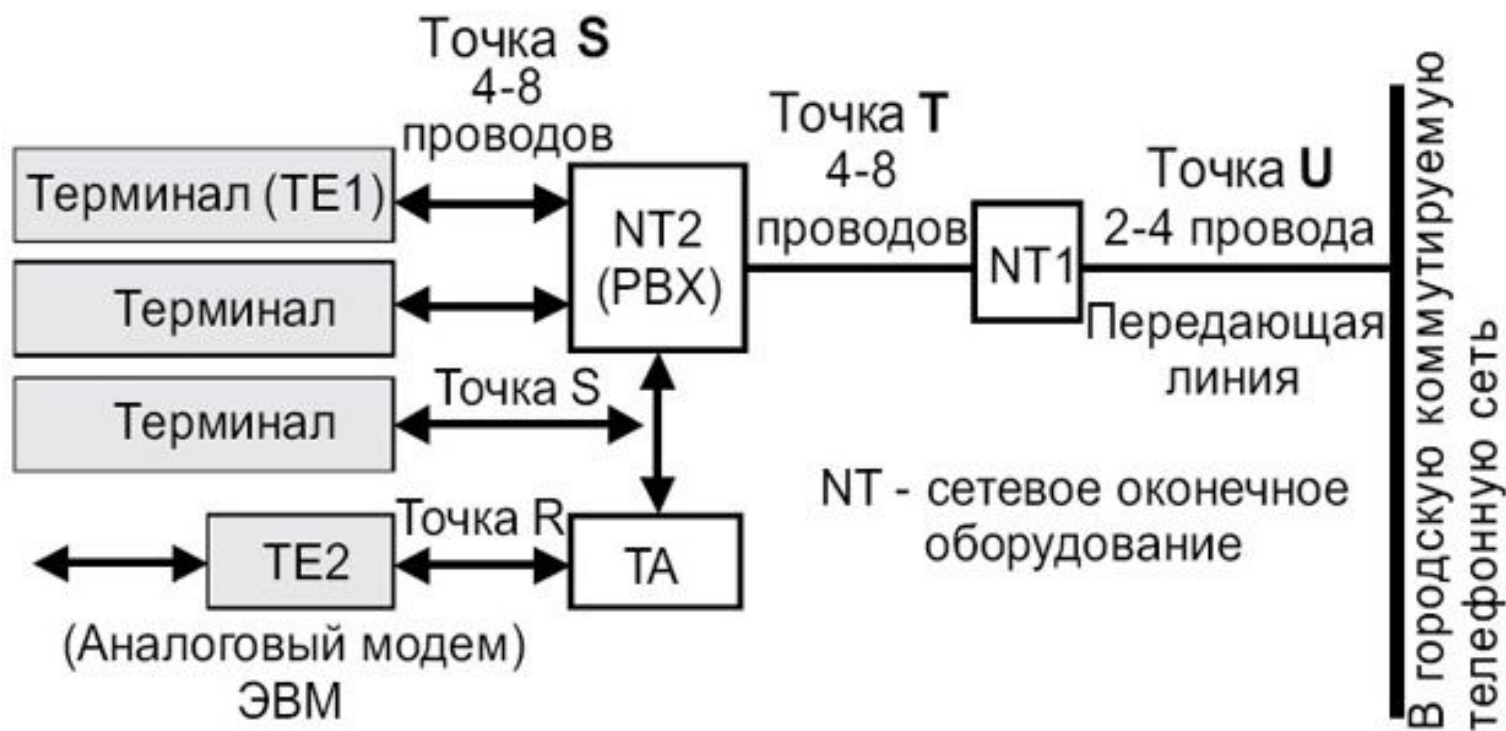 Точка S
4-8
проводов
Точка T
4-8
проводов
Точка U
2-4 провода
Терминал (TE1)
NT2
(PBX)
NT1
Терминал
Передающая
линия
Точка S
Терминал
NT - сетевое оконечное
оборудование
Точка R
TE2
TA
(Аналоговый модем)
ЭВМ
В городскую коммутируемую
телефонную сеть